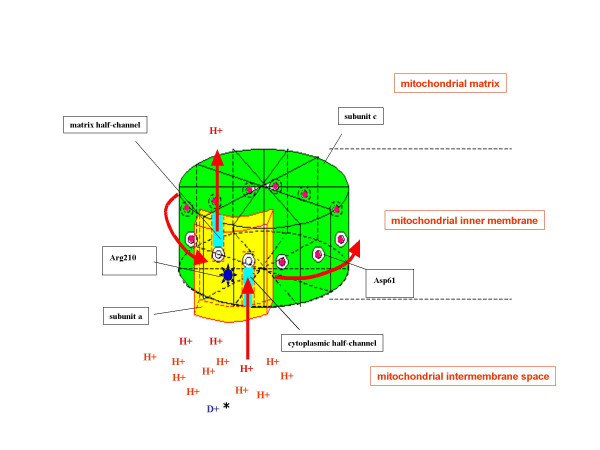 mitochondrial matrix
subunit c
matrix half-channel
H+
mitochondrial inner membrane
Arg210
Asp61
subunit a
cytoplasmic half-channel
H+ H+
H+ H+ H+ H+ H+
H+ H+ H+
H+ H+ H+
mitochondrial intermembrane space
D+ *